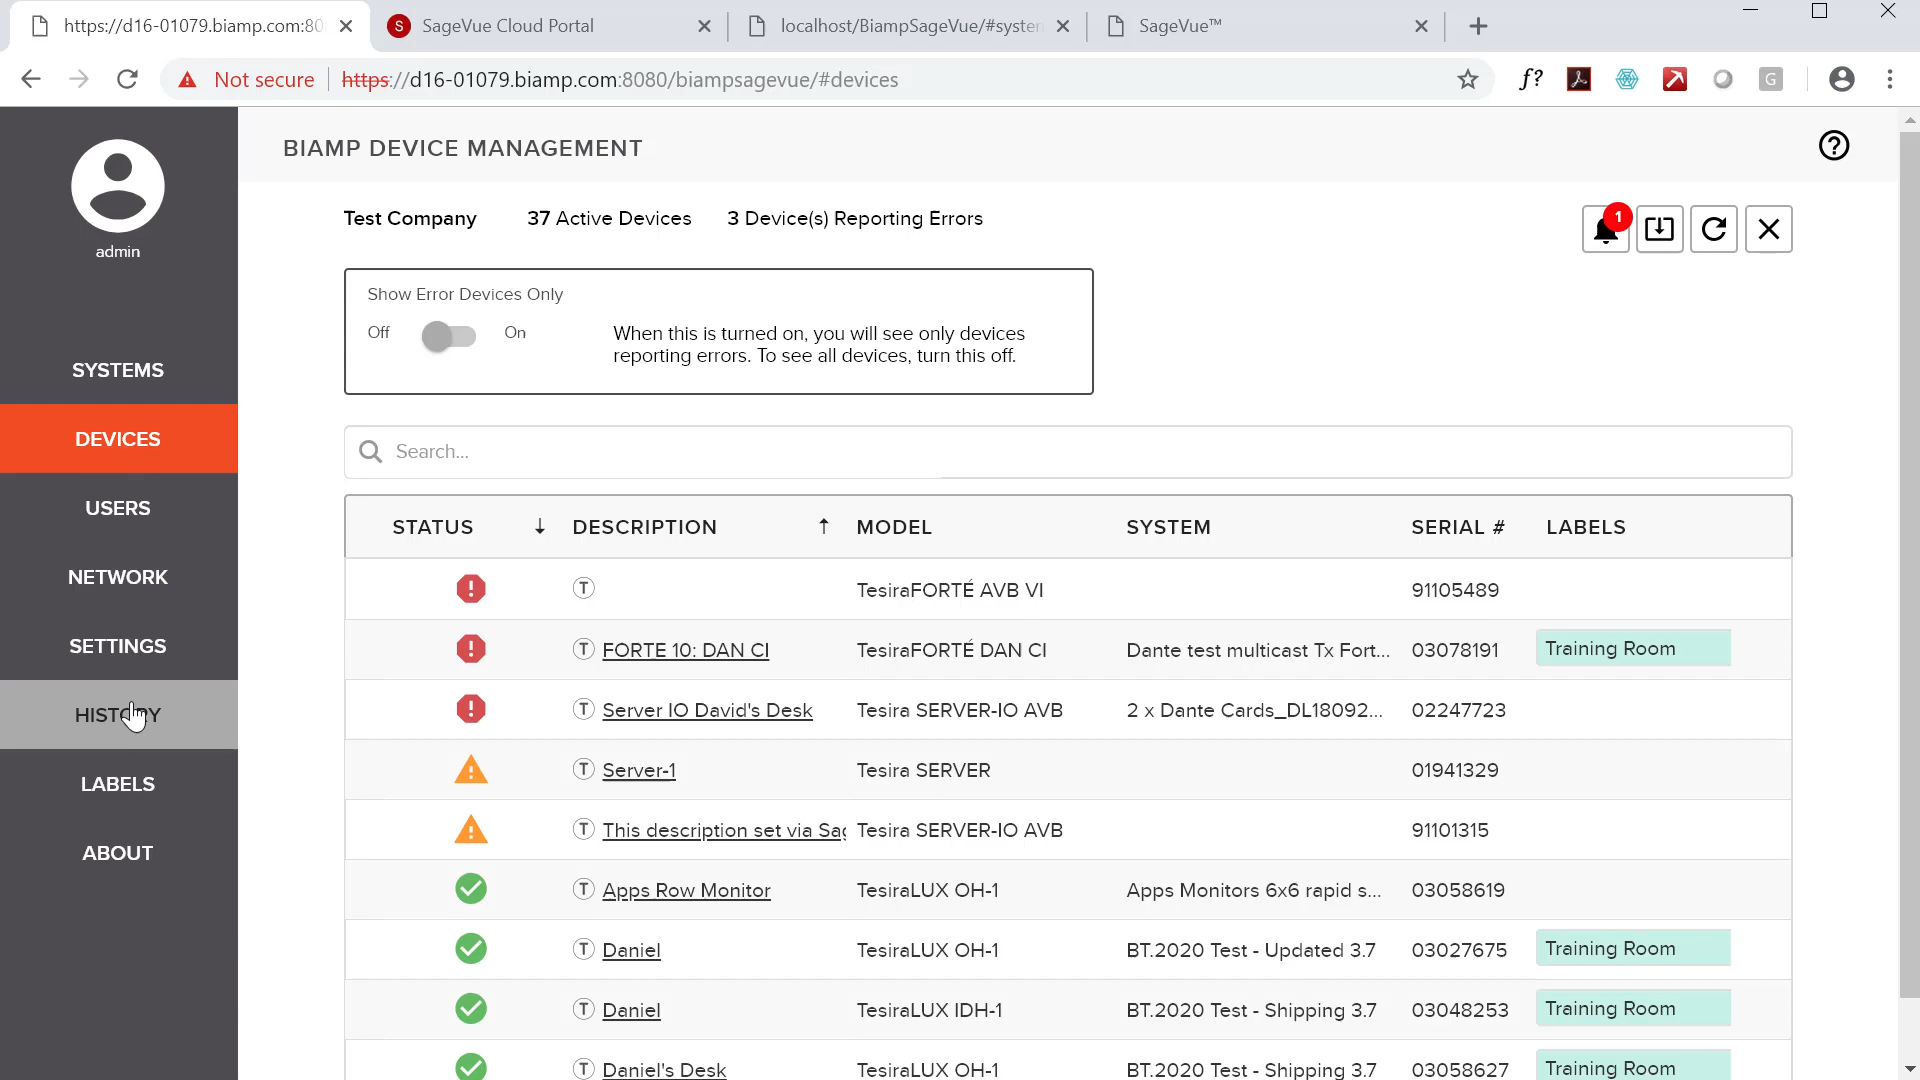 https://d16-01079.biamp.com:80
S SageVue Cloud Portal
localhost/BiampSageVue/#system
SageVue™
Not secure
https://d16-01079.biamp.com:8080/biampsagevue/#devices
f?
G
admin
SYSTEMS
DEVICES
USERS
NETWORK
SETTINGS
HISTORY
LABELS
ABOUT
BIAMP DEVICE MANAGEMENT
?
Test Company 37 Active Devices 3 Device(s) Reporting Errors
1
Show Error Devices Only
Off On
When this is turned on, you will see only devices
reporting errors. To see all devices, turn this off.
Search...
STATUS DESCRIPTION MODEL SYSTEM SERIAL # LABELS
! T TesiraFORTÉ AVB VI 91105489
! T FORTE 10: DAN CI TesiraFORTÉ DAN CI Dante test multicast Tx Fort... 03078191 Training Room
! T Server IO David's Desk Tesira SERVER-IO AVB 2 x Dante Cards_DL18092... 02247723
! T Server-1 Tesira SERVER 01941329
! T This description set via Sag Tesira SERVER-IO AVB 91101315
T Apps Row Monitor TesiraLUX OH-1 Apps Monitors 6x6 rapid s... 03058619
T Daniel TesiraLUX OH-1 BT.2020 Test - Updated 3.7 03027675 Training Room
T Daniel TesiraLUX IDH-1 BT.2020 Test - Shipping 3.7 03048253 Training Room
T Daniel's Desk TesiraLUX OH-1 BT.2020 Test - Shipping 3.7 03058627 Training Room